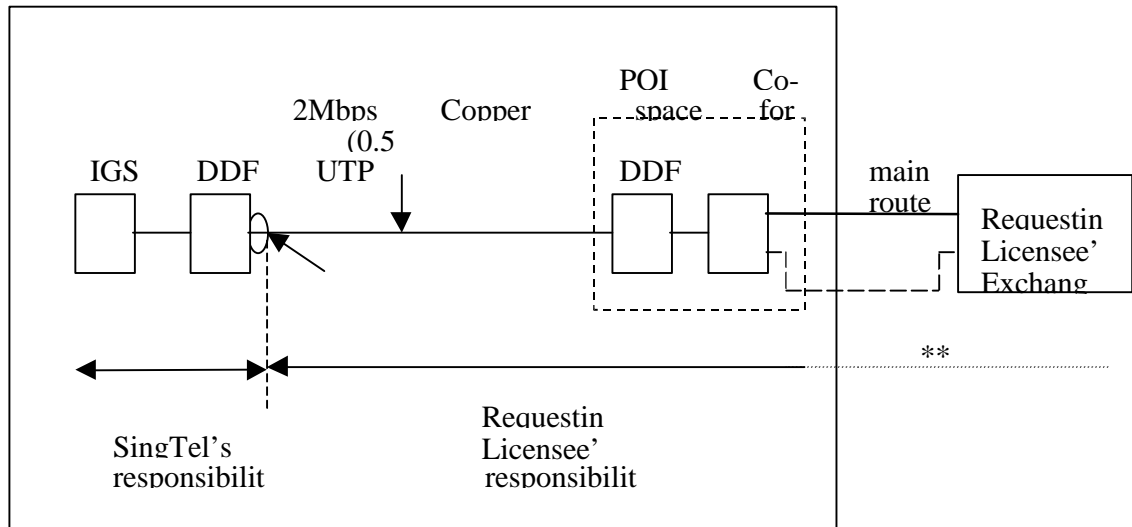 POI Co-
space for
2Mbps Copper
(0.5
IGS DDF UTP DDF main
route
Requestin
Licensee'
Exchang
**
Requestin
SingTel's Licensee'
responsibilit responsibilit